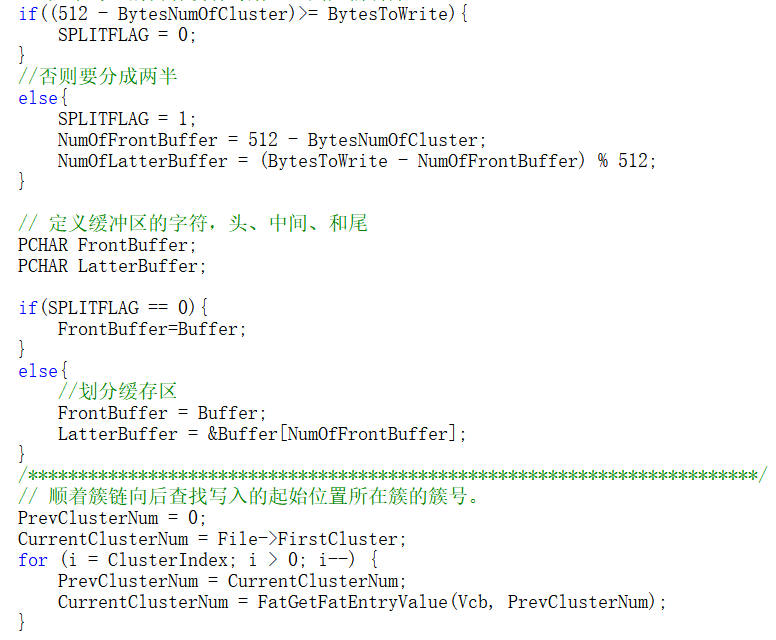 if((512 - BytesNumOfCluster)>= BytesToWrite){
    SPLITFLAG = 0;
}
//否则要分成两半
else{
    SPLITFLAG = 1;
    NumOfFrontBuffer = 512 - BytesNumOfCluster;
    NumOfLatterBuffer = (BytesToWrite - NumOfFrontBuffer) % 512;
}

// 定义缓冲区的字符，头、中间、和尾
PCHAR FrontBuffer;
PCHAR LatterBuffer;

if(SPLITFLAG == 0){
    FrontBuffer=Buffer;
}
else{
    //划分缓存区
    FrontBuffer = Buffer;
    LatterBuffer = &Buffer[NumOfFrontBuffer];
}
/*************************************************************************/
// 顺着簇链向后查找写入的起始位置所在簇的簇号。
PrevClusterNum = 0;
CurrentClusterNum = File->FirstCluster;
for (i = ClusterIndex; i > 0; i--) {
    PrevClusterNum = CurrentClusterNum;
    CurrentClusterNum = FatGetFatEntryValue(Vcb, PrevClusterNum);
}